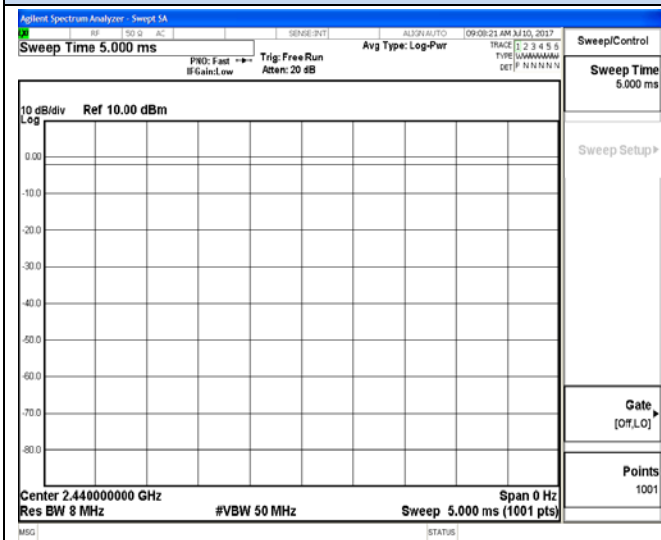 Agilent Spectrum Analyzer - Swept SA
RF 50 Ω AC SENSE:INT ALIGN AUTO 09:08:21 AM Jul 10, 2017
Sweep Time 5.000 ms
Avg Type: Log-Pwr
TRACE 1 2 3 4 5 6
TYPE
DET P N N N N N
PNO: Fast
IFGain:Low
Trig: Free Run
Atten: 20 dB
10 dB/div Ref 10.00 dBm
Log
0.00
-10.0
-20.0
-30.0
-40.0
-50.0
-60.0
-70.0
-80.0
Center 2.440000000 GHz Span 0 Hz
Res BW 8 MHz #VBW 50 MHz Sweep 5.000 ms (1001 pts)
MSG STATUS
Sweep/Control
Sweep Time
5.000 ms
Sweep Setup
Gate
[Off,LO]
Points
1001